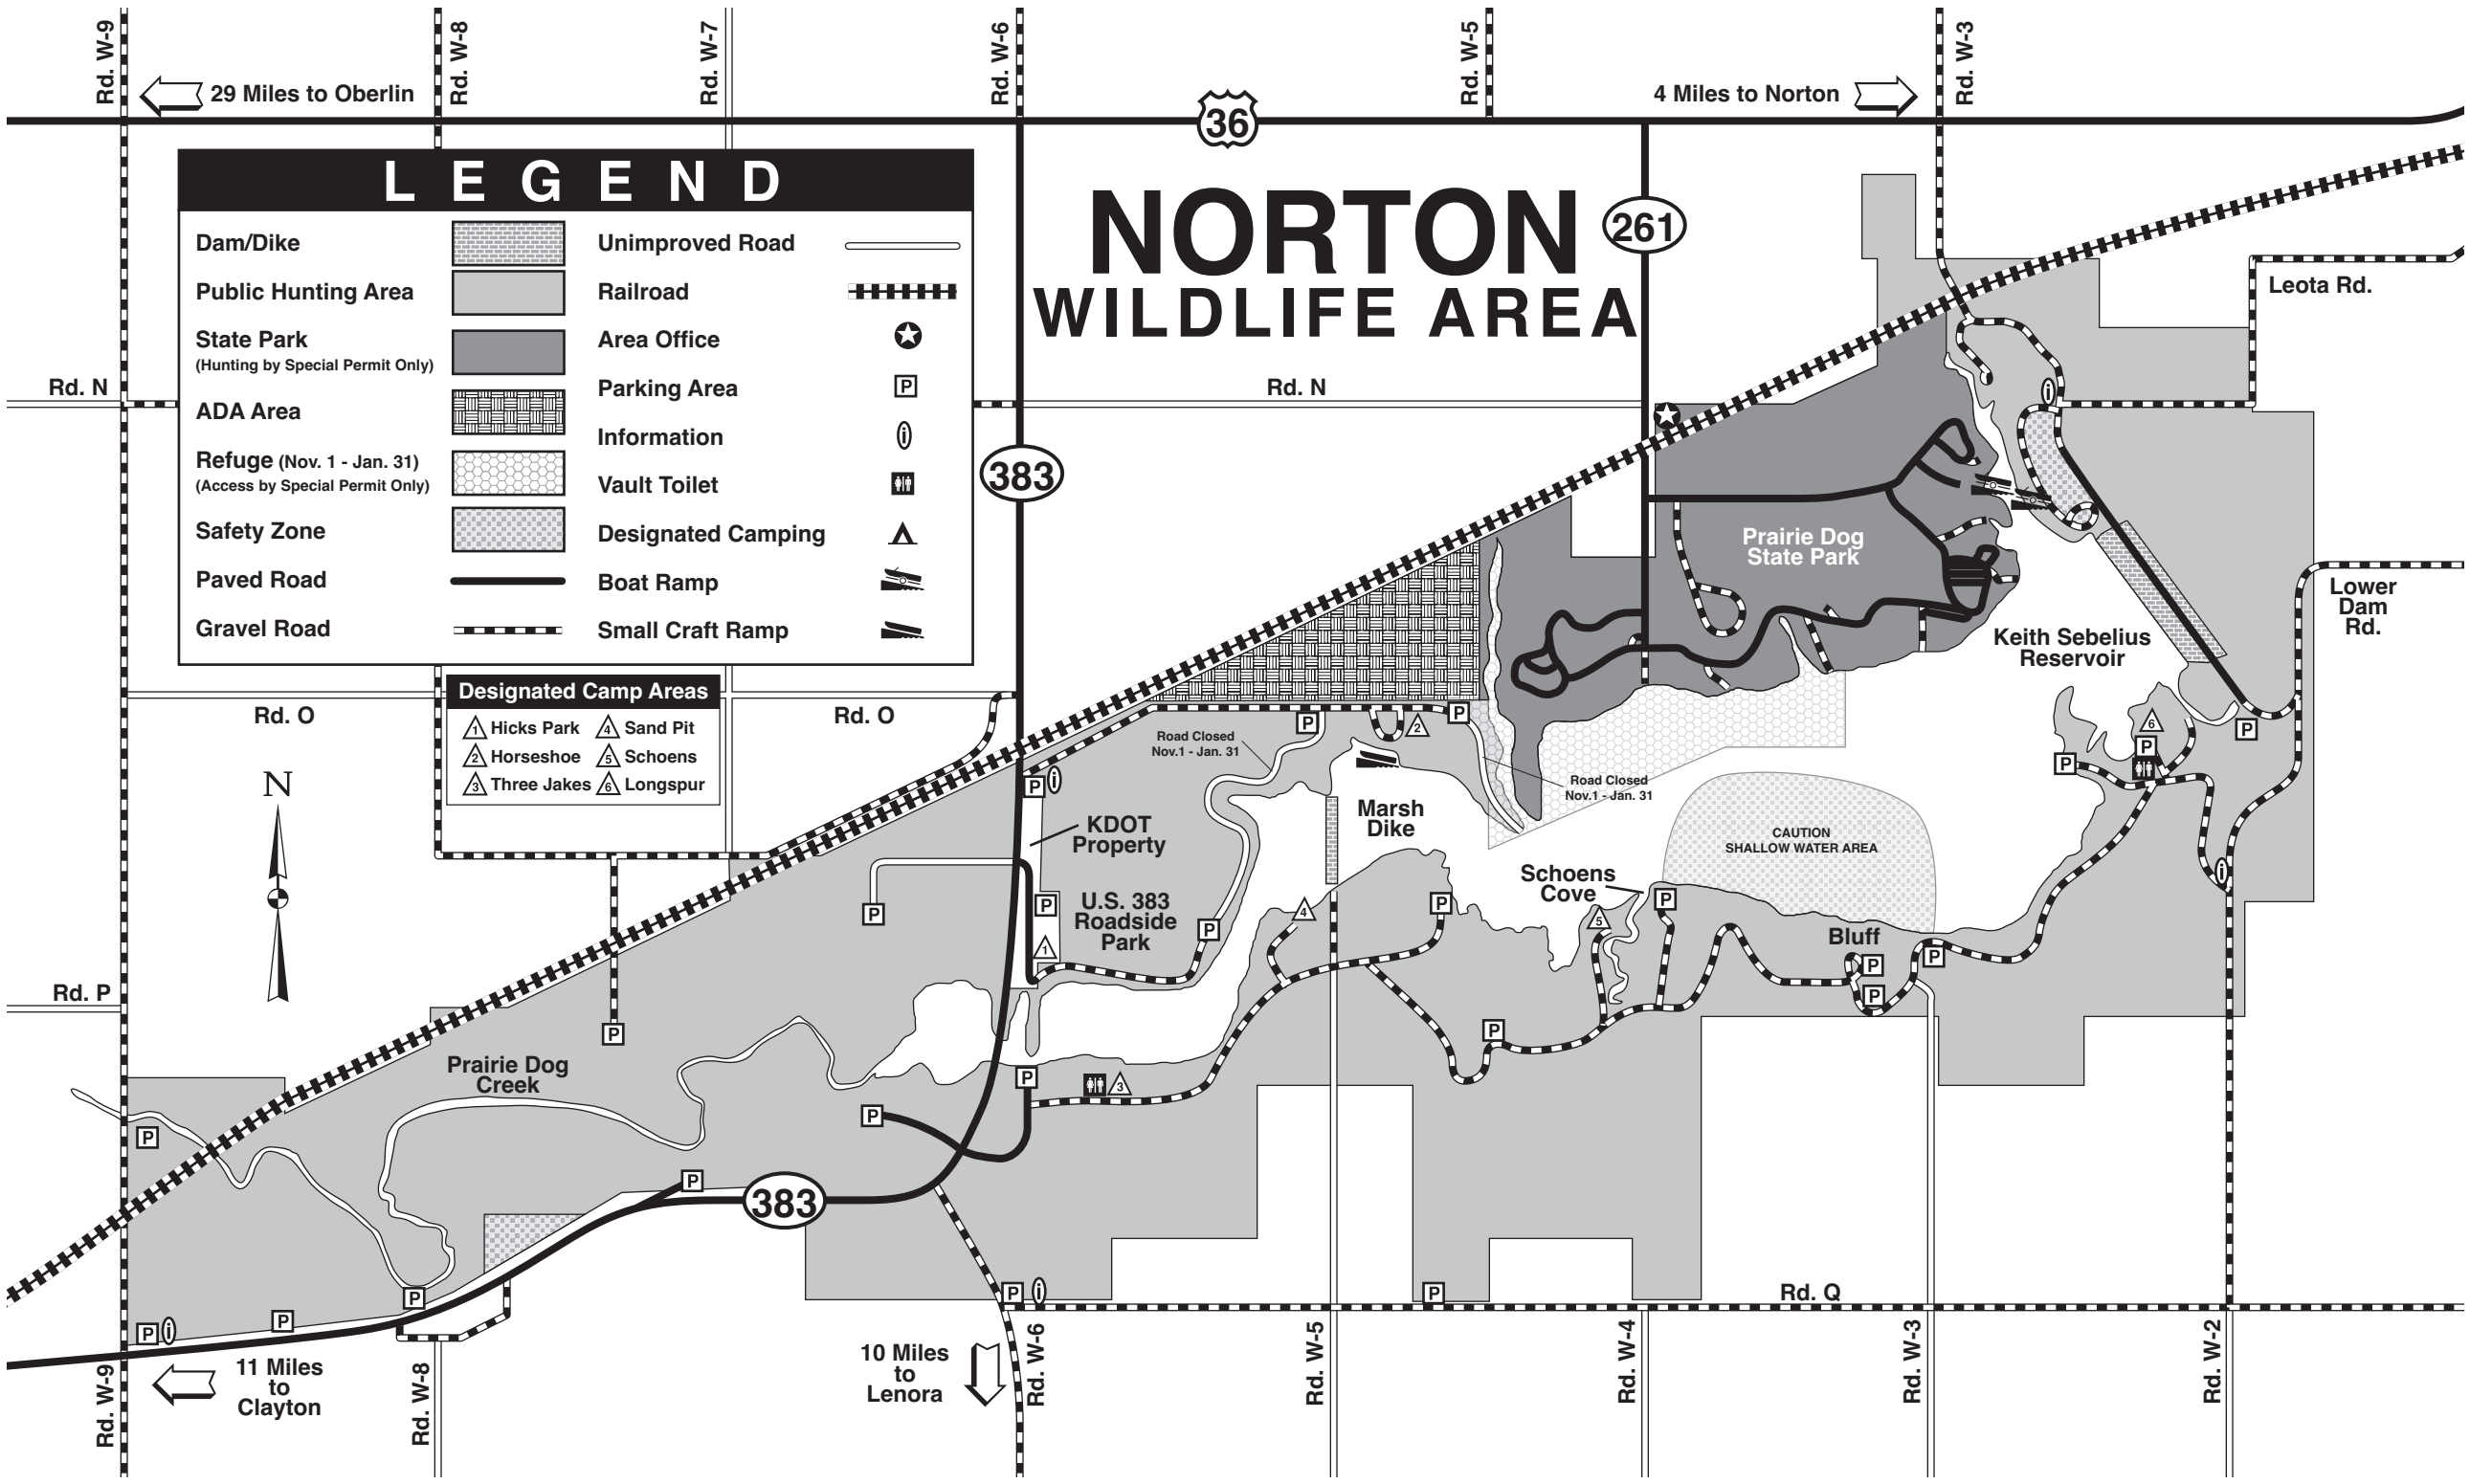 Rd. W-9
Rd. W-8
Rd. W-7
Rd. W-6
Rd. W-5
Rd. W-3
29 Miles to Oberlin
4 Miles to Norton
36
LEGEND
Dam/Dike
Public Hunting Area
State Park
(Hunting by Special Permit Only)
ADA Area
Refuge (Nov. 1 - Jan. 31)
(Access by Special Permit Only)
Safety Zone
Paved Road
Gravel Road
Unimproved Road
Railroad
Area Office
Parking Area
P
Information
i
Vault Toilet
Designated Camping
Boat Ramp
Small Craft Ramp
NORTON
WILDLIFE AREA
261
Leota Rd.
Rd. N
Rd. N
i
383
Prairie Dog
State Park
Lower
Dam
Rd.
Keith Sebelius
Reservoir
Designated Camp Areas
1 Hicks Park
2 Horseshoe
3 Three Jakes
4 Sand Pit
5 Schoens
6 Longspur
Rd. O
Rd. O
N
P
2
P
Road Closed
Nov.1 - Jan. 31
Road Closed
Nov.1 - Jan. 31
6
P
P
P
P
i
KDOT
Property
Marsh
Dike
CAUTION
SHALLOW WATER AREA
Schoens
Cove
i
P
P
U.S. 383
Roadside
Park
1
P
4
P
5
P
Bluff
P
P
P
Rd. P
P
P
Prairie Dog
Creek
P
3
P
P
P
383
P
P
P
i
P
i
P
Rd. Q
11 Miles
to
Clayton
10 Miles
to
Lenora
Rd. W-9
Rd. W-8
Rd. W-6
Rd. W-5
Rd. W-4
Rd. W-3
Rd. W-2